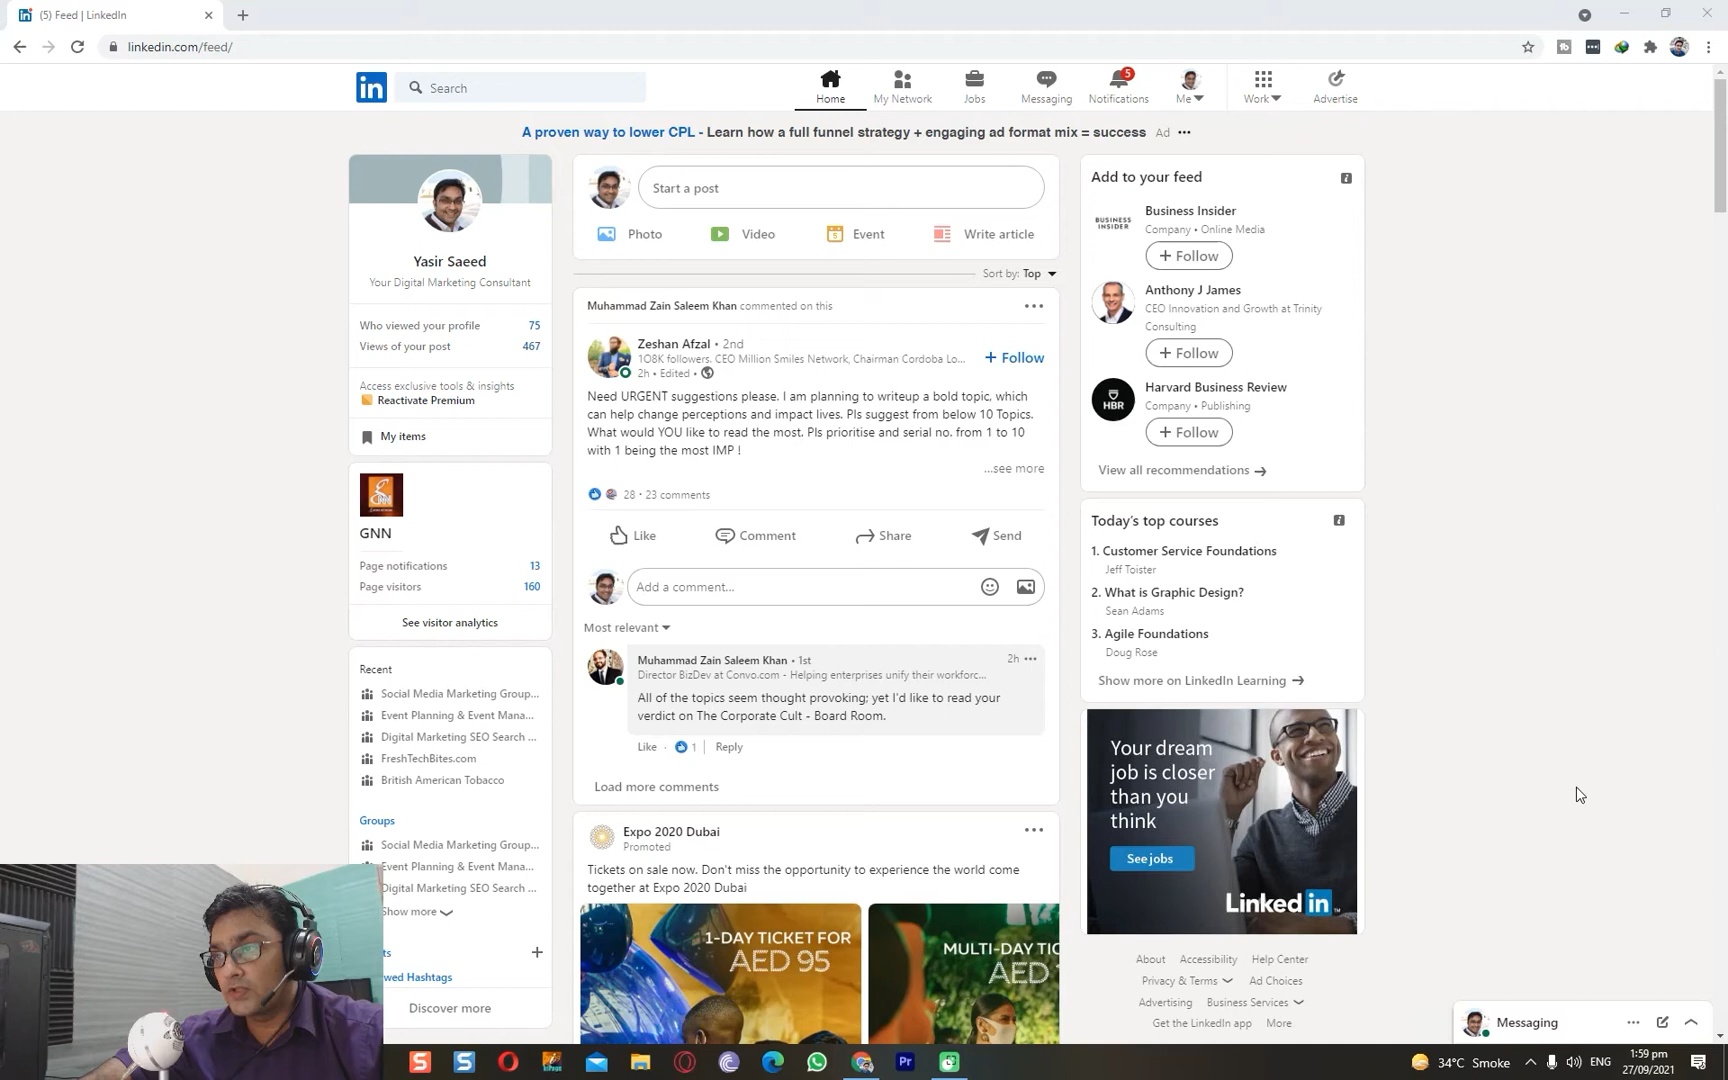 (5) Feed | LinkedIn
linkedin.com/feed/
in
Search
Home
My Network
Jobs
Messaging
5
Notifications
Me
Work
Advertise
A proven way to lower CPL - Learn how a full funnel strategy + engaging ad format mix = success Ad
Yasir Saeed
Your Digital Marketing Consultant
Who viewed your profile 75
Views of your post 467
Access exclusive tools & insights
Reactivate Premium
My items
GNN
GNN
Page notifications 13
Page visitors 160
See visitor analytics
Recent
Social Media Marketing Group...
Event Planning & Event Mana...
Digital Marketing SEO Search ...
FreshTechBites.com
British American Tobacco
Groups
Social Media Marketing Group...
Event Planning & Event Mana...
Digital Marketing SEO Search ...
Show more
ts
wed Hashtags
Discover more
Start a post
Photo
Video
Event
Write article
Sort by: Top
Muhammad Zain Saleem Khan commented on this
Zeshan Afzal • 2nd
1O8K followers. CEO Million Smiles Network, Chairman Cordoba Lo...
2h • Edited •
+ Follow
Need URGENT suggestions please. I am planning to writeup a bold topic, which
can help change perceptions and impact lives. Pls suggest from below 10 Topics.
What would YOU like to read the most. Pls prioritise and serial no. from 1 to 10
with 1 being the most IMP !
...see more
28 • 23 comments
Like
Comment
Share
Send
Add a comment...
Most relevant
Muhammad Zain Saleem Khan • 1st
2h
Director BizDev at Convo.com - Helping enterprises unify their workforc...
All of the topics seem thought provoking; yet I'd like to read your
verdict on The Corporate Cult - Board Room.
Like · 1 | Reply
Load more comments
Expo 2020 Dubai
Promoted
Tickets on sale now. Don't miss the opportunity to experience the world come
together at Expo 2020 Dubai
1-DAY TICKET FOR
AED 95
MULTI-DAY TIC
AED
Add to your feed
BUSINESS
INSIDER
Business Insider
Company • Online Media
+ Follow
Anthony J James
CEO Innovation and Growth at Trinity
Consulting
+ Follow
HBR
Harvard Business Review
Company • Publishing
+ Follow
View all recommendations
Today's top courses
1. Customer Service Foundations
Jeff Toister
2. What is Graphic Design?
Sean Adams
3. Agile Foundations
Doug Rose
Show more on LinkedIn Learning
Your dream
job is closer
than you
think
See jobs
Linked in
About
Accessibility
Help Center
Privacy & Terms
Ad Choices
Advertising
Business Services
Get the LinkedIn app
More
Messaging
S
S
Pr
34°C Smoke
ENG
1:59 pm
27/09/2021